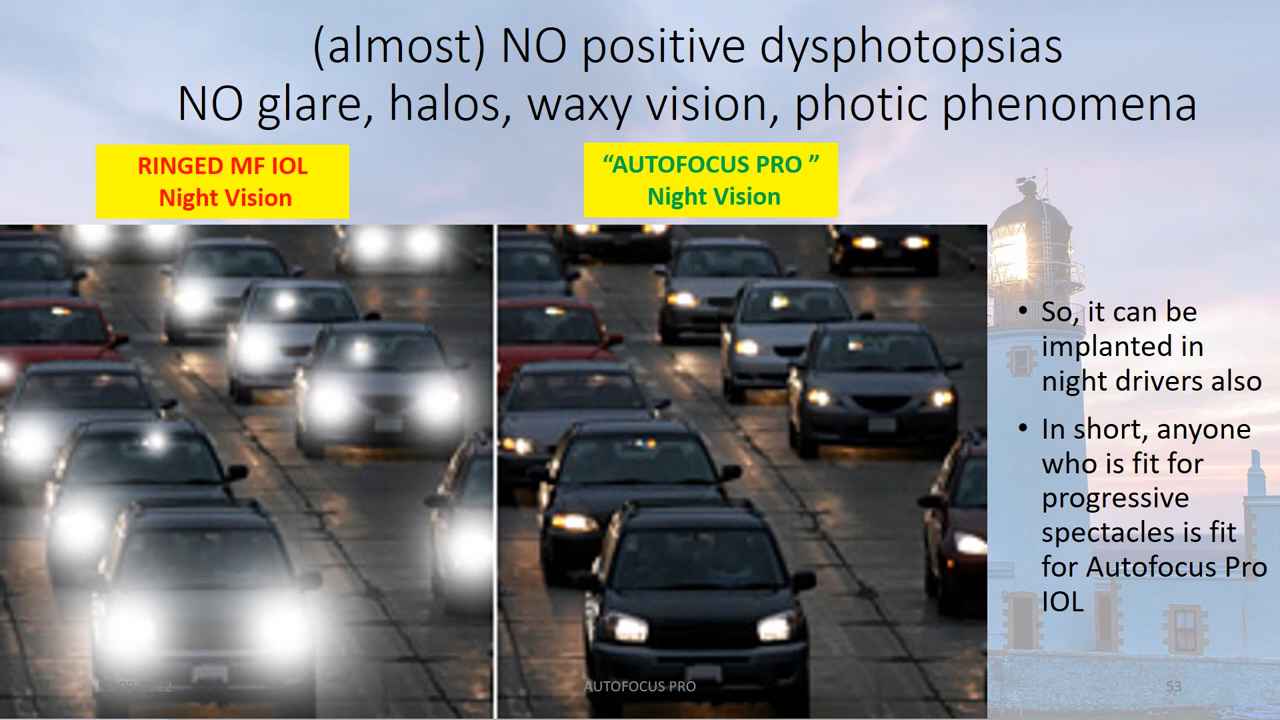 (almost) NO positive dysphotopsias
NO glare, halos, waxy vision, photic phenomena
RINGED MF IOL
Night Vision
“AUTOFOCUS PRO ”
Night Vision
• So, it can be
implanted in
night drivers also
• In short, anyone
who is fit for
progressive
spectacles is fit
for Autofocus Pro
IOL
AUTOFOCUS PRO
53